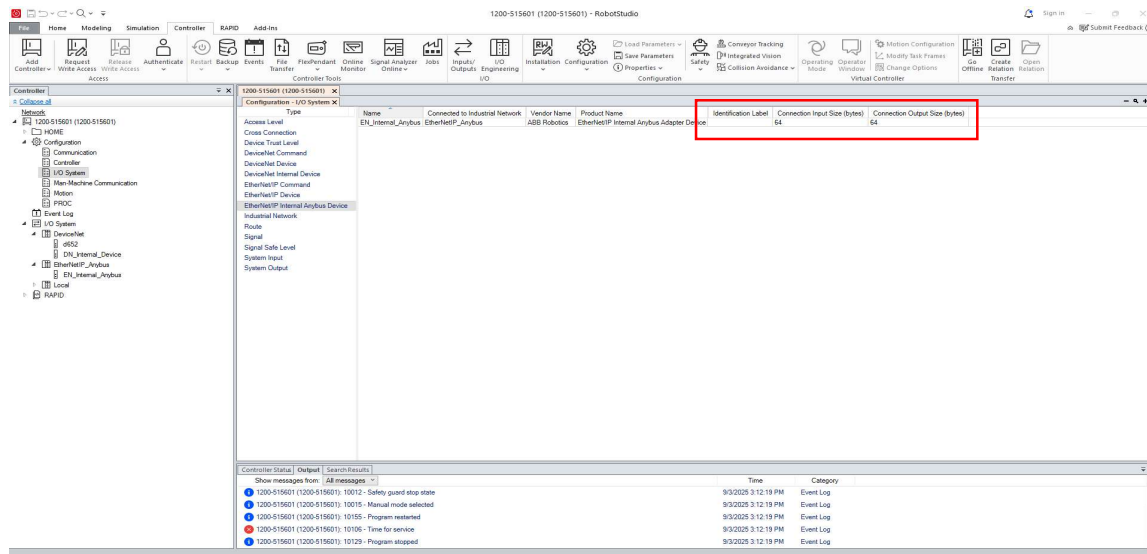 1200-515601 (1200-515601) - RobotStudio
Sign in
File Home Modeling Simulation Controller RAPID Add-Ins
Submit Feedback
Add Controller
Request Write Access
Release Write Access
Authenticate
Restart
Backup
Events
File Transfer
FlexPendant
Online Monitor
Signal Analyzer Online
Jobs
Inputs/ Outputs
I/O Engineering
Installation
Configuration
Load Parameters
Save Parameters
Properties
Safety
Conveyor Tracking
Integrated Vision
Collision Avoidance
Operating Mode
Operator Window
Motion Configuration
Modify Task Frames
Change Options
Go Offline
Create Relation
Open Relation
Access
Controller Tools
I/O
Configuration
Virtual Controller
Transfer
Controller
Collapse all
Network
1200-515601 (1200-515601)
HOME
Configuration
Communication
Controller
I/O System
Man-Machine Communication
Motion
PROC
Event Log
I/O System
DeviceNet
d652
DN_Internal_Device
EtherNetIP_Anybus
EN_Internal_Anybus
Local
RAPID
1200-515601 (1200-515601)
Configuration - I/O System
Type
Access Level
Cross Connection
Device Trust Level
DeviceNet Command
DeviceNet Device
DeviceNet Internal Device
EtherNet/IP Command
EtherNet/IP Device
EtherNet/IP Internal Anybus Device
Industrial Network
Route
Signal
Signal Safe Level
System Input
System Output
Name Connected to Industrial Network Vendor Name Product Name Identification Label Connection Input Size (bytes) Connection Output Size (bytes)
EN_Internal_Anybus EtherNetIP_Anybus ABB Robotics EtherNet/IP Internal Anybus Adapter Device 64 64
Controller Status Output Search Results
Show messages from: All messages Time Category
1200-515601 (1200-515601): 10012 - Safety guard stop state 9/3/2025 3:12:19 PM Event Log
1200-515601 (1200-515601): 10015 - Manual mode selected 9/3/2025 3:12:19 PM Event Log
1200-515601 (1200-515601): 10155 - Program restarted 9/3/2025 3:12:19 PM Event Log
1200-515601 (1200-515601): 10106 - Time for service 9/3/2025 3:12:19 PM Event Log
1200-515601 (1200-515601): 10129 - Program stopped 9/3/2025 3:12:19 PM Event Log